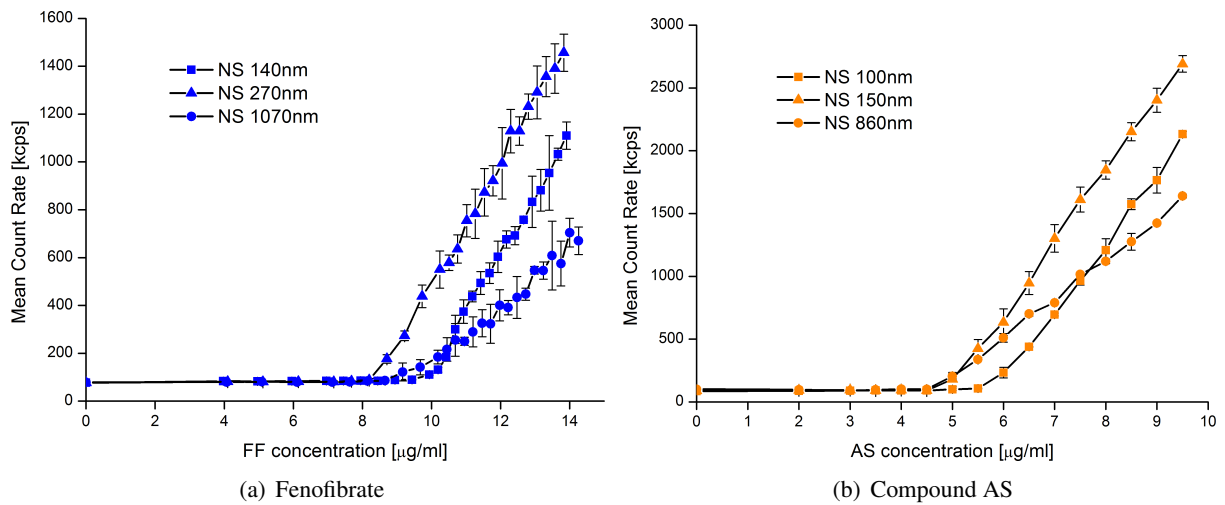 1600
1400
1200
1000
800
600
400
200
0
Mean Count Rate [kcps]
NS 140nm
NS 270nm
NS 1070nm
0 2 4 6 8 10 12 14
FF concentration [µg/ml]
(a) Fenofibrate
3000
2500
2000
1500
1000
500
0
Mean Count Rate [kcps]
NS 100nm
NS 150nm
NS 860nm
0 1 2 3 4 5 6 7 8 9 10
AS concentration [µg/ml]
(b) Compound AS